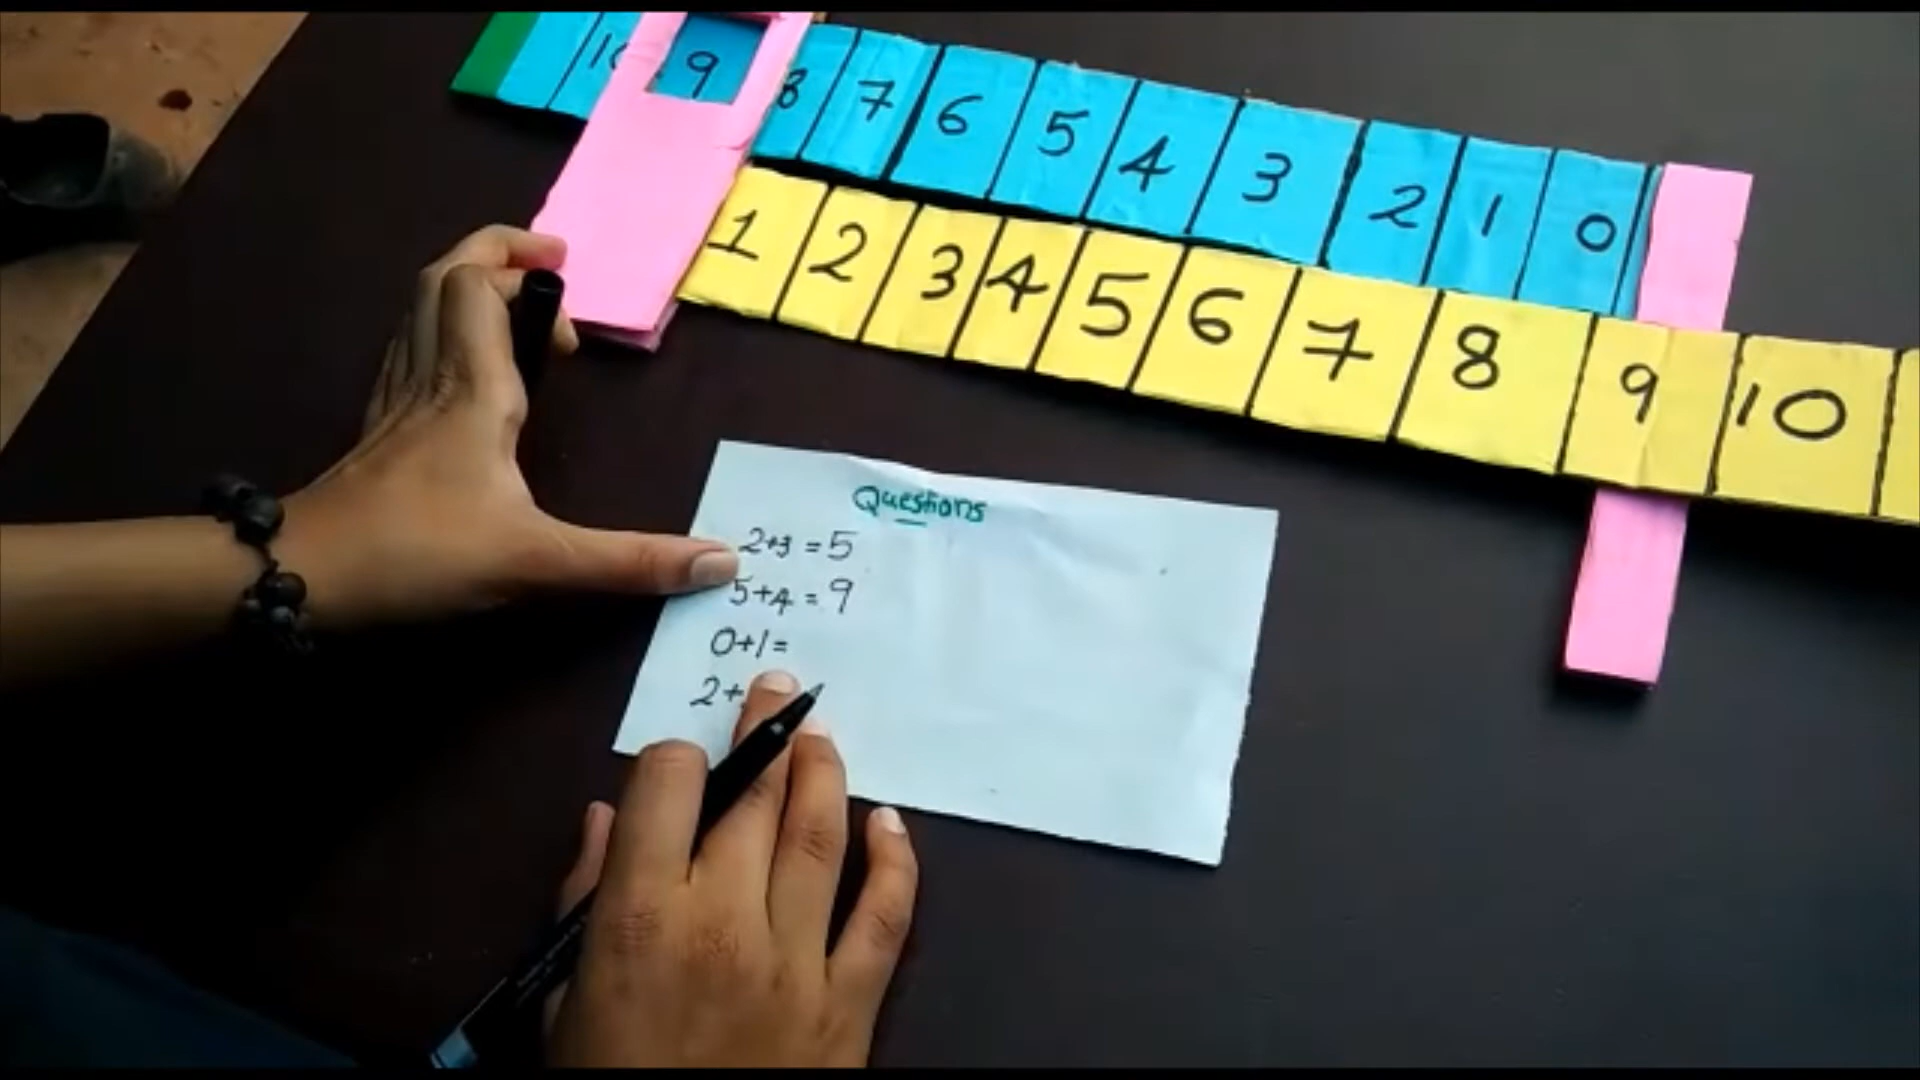 9 8 7 6 5 4 3 2 1 0
1 2 3 4 5 6 7 8 9 10
Questions
2+3 = 5
5+4 = 9
0+1=
2+